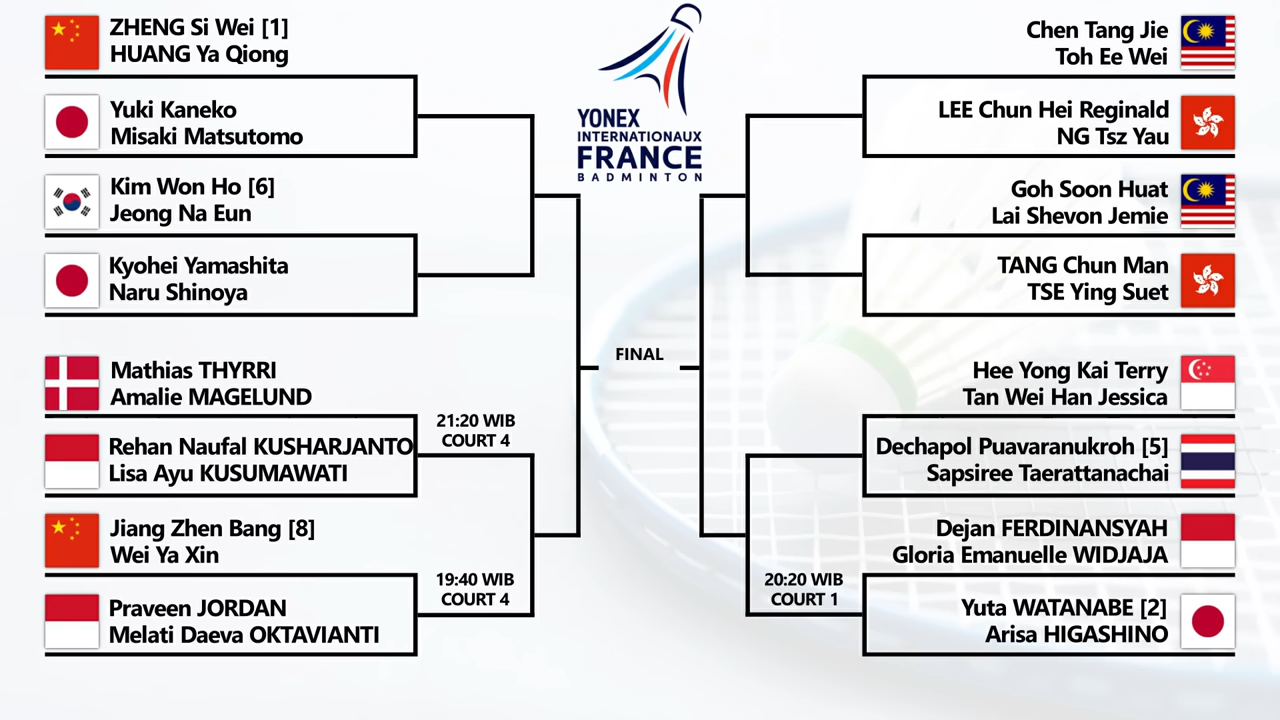 ZHENG Si Wei [1]
HUANG Ya Qiong
Yuki Kaneko
Misaki Matsutomo
Kim Won Ho [6]
Jeong Na Eun
Kyohei Yamashita
Naru Shinoya
Mathias THYRRI
Amalie MAGELUND
21:20 WIB
COURT 4
Rehan Naufal KUSHARJANTO
Lisa Ayu KUSUMAWATI
Jiang Zhen Bang [8]
Wei Ya Xin
19:40 WIB
COURT 4
Praveen JORDAN
Melati Daeva OKTAVIANTI
YONEX
INTERNATIONAUX
FRANCE
BADMINTON
FINAL
Chen Tang Jie
Toh Ee Wei
LEE Chun Hei Reginald
NG Tsz Yau
Goh Soon Huat
Lai Shevon Jemie
TANG Chun Man
TSE Ying Suet
Hee Yong Kai Terry
Tan Wei Han Jessica
Dechapol Puavaranukroh [5]
Sapsiree Taerattanachai
Dejan FERDINANSYAH
Gloria Emanuelle WIDJAJA
20:20 WIB
COURT 1
Yuta WATANABE [2]
Arisa HIGASHINO